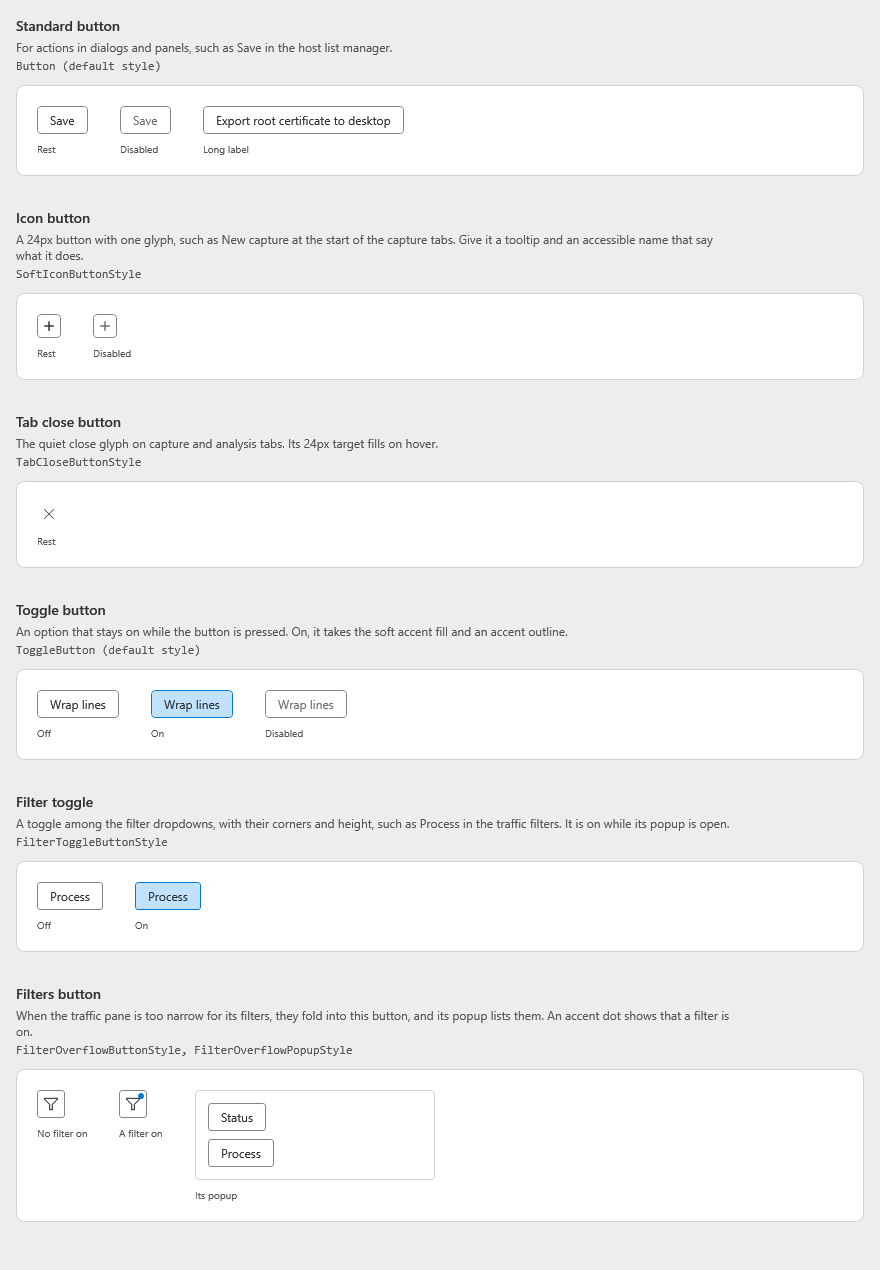 Standard button
For actions in dialogs and panels, such as Save in the host list manager.
Button (default style)
Save
Save
Export root certificate to desktop
Rest
Disabled
Long label
Icon button
A 24px button with one glyph, such as New capture at the start of the capture tabs. Give it a tooltip and an accessible name that say
what it does.
SoftIconButtonStyle
Rest
Disabled
Tab close button
The quiet close glyph on capture and analysis tabs. Its 24px target fills on hover.
TabCloseButtonStyle
Rest
Toggle button
An option that stays on while the button is pressed. On, it takes the soft accent fill and an accent outline.
ToggleButton (default style)
Wrap lines
Wrap lines
Wrap lines
Off
On
Disabled
Filter toggle
A toggle among the filter dropdowns, with their corners and height, such as Process in the traffic filters. It is on while its popup is open.
FilterToggleButtonStyle
Process
Process
Off
On
Filters button
When the traffic pane is too narrow for its filters, they fold into this button, and its popup lists them. An accent dot shows that a filter is
on.
FilterOverflowButtonStyle, FilterOverflowPopupStyle
Status
Process
No filter on
A filter on
Its popup